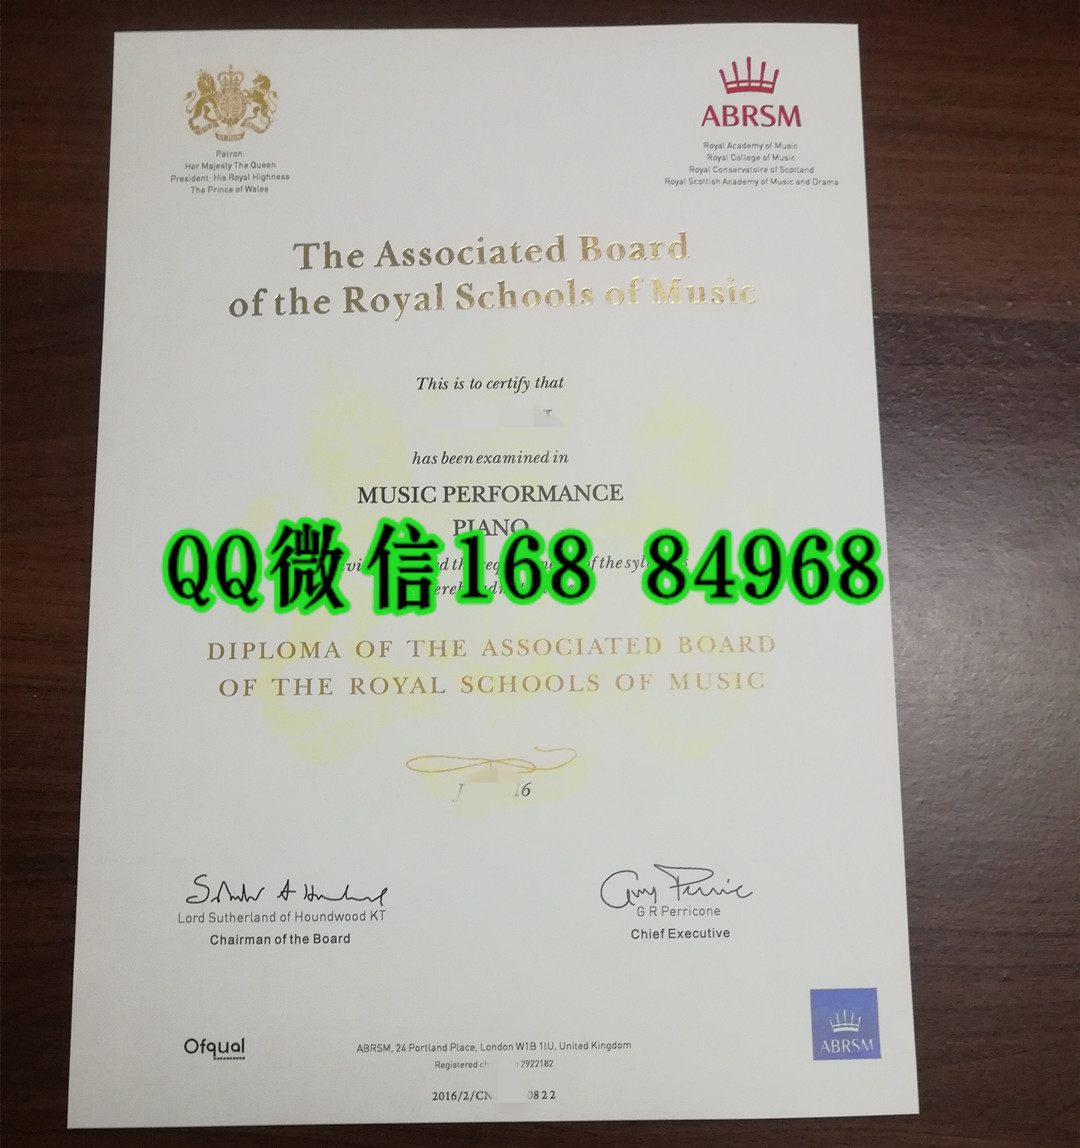 Patron:
Her Majesty The Queen
President: His Royal Highness
The Prince of Wales
ABRSM
Royal Academy of Music
Royal College of Music
Royal Conservatoire of Scotland
Royal Scottish Academy of Music and Drama
The Associated Board
of the Royal Schools of Music
This is to certify that
has been examined in
MUSIC PERFORMANCE
PIANO
of the
QQ微信168 84968
DIPLOMA OF THE ASSOCIATED BOARD
OF THE ROYAL SCHOOLS OF MUSIC
16
Lord Sutherland of Houndwood KT
Chairman of the Board
G R Perricone
Chief Executive
Ofqual
ABRSM, 24 Portland Place, London W1B 1LU, United Kingdom
Registered 2922182
2016/2/CN 0822
ABRSM